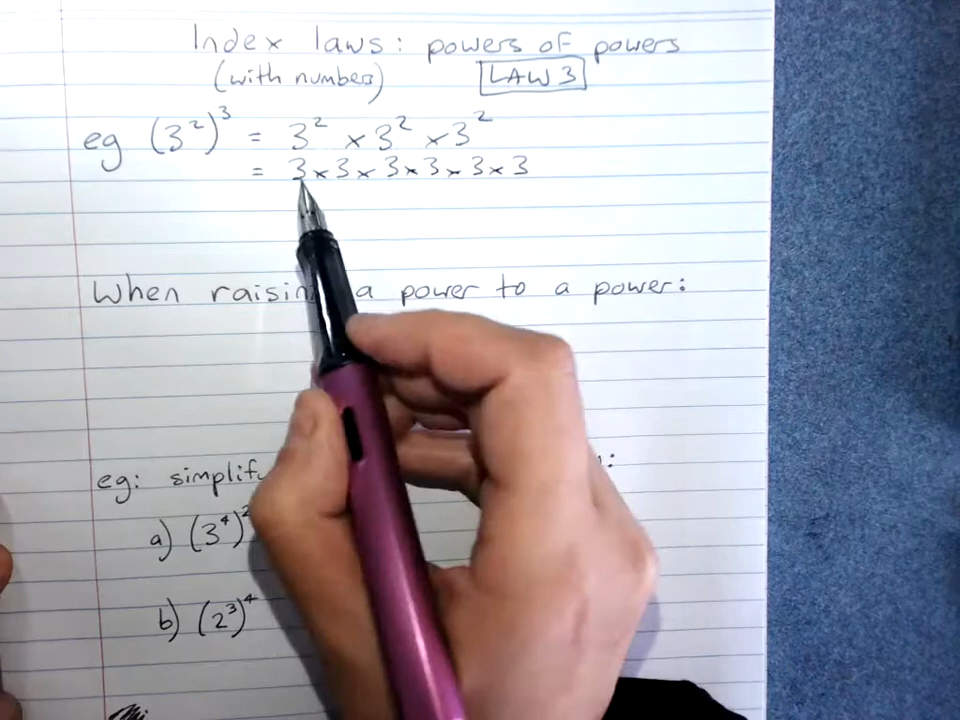 Index laws: powers of powers
(with numbers) LAW 3
eg (3²)³ = 3² × 3² × 3²
= 3 × 3 × 3 × 3 × 3 × 3
When raisin a power to a power:
eg: simplif :
a) (3⁴)²
b) (2³)⁴